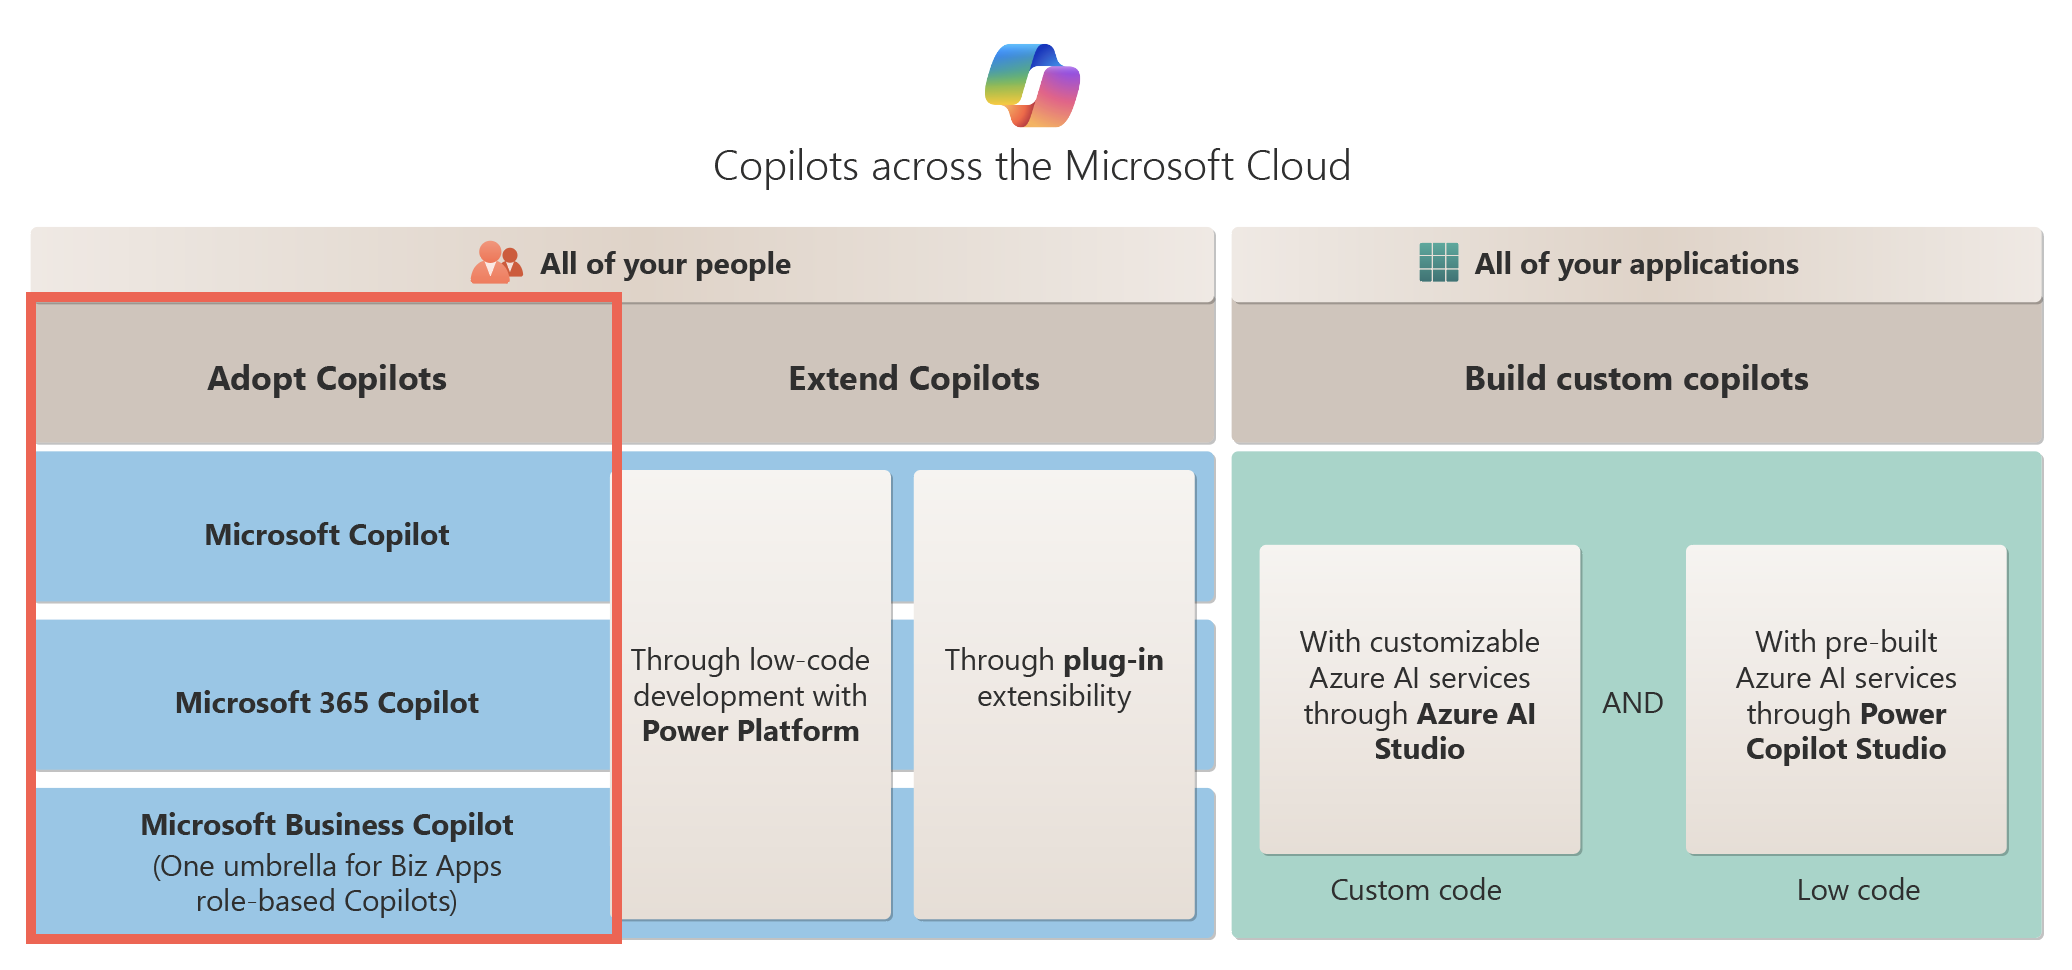 Copilots across the Microsoft Cloud
All of your people
All of your applications
Adopt Copilots
Extend Copilots
Build custom copilots
Microsoft Copilot
Microsoft 365 Copilot
Microsoft Business Copilot
(One umbrella for Biz Apps
role-based Copilots)
Through low-code
development with
Power Platform
Through plug-in
extensibility
With customizable
Azure AI services
through Azure AI
Studio
Custom code
AND
With pre-built
Azure AI services
through Power
Copilot Studio
Low code